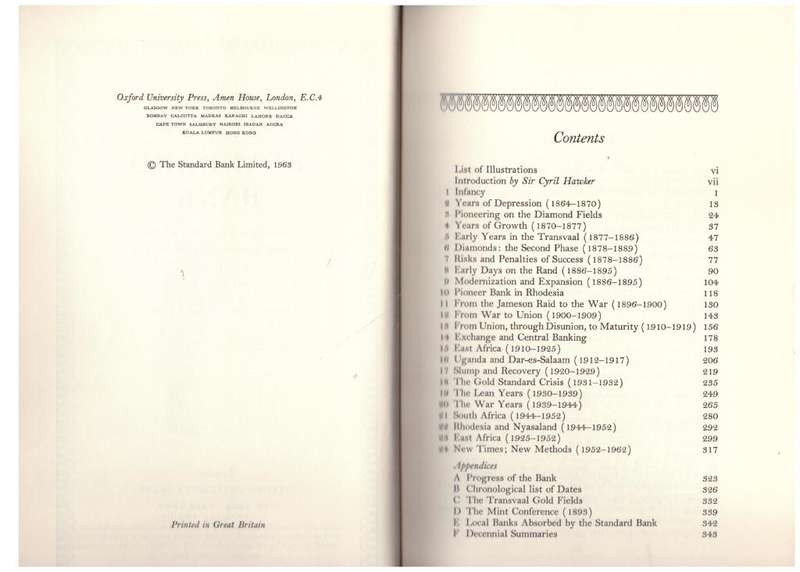 Oxford University Press, Amen House, London, E.C.4
GLASGOW NEW YORK TORONTO MELBOURNE WELLINGTON
BOMBAY CALCUTTA MADRAS KARACHI LAHORE DACCA
CAPE TOWN SALISBURY NAIROBI IBADAN ACCRA
KUALA LUMPUR HONG KONG
© The Standard Bank Limited, 1963
Printed in Great Britain
Contents
List of Illustrations vi
Introduction by Sir Cyril Hawker vii
1 Infancy 1
2 Years of Depression (1864–1870) 13
3 Pioneering on the Diamond Fields 24
4 Years of Growth (1870–1877) 37
5 Early Years in the Transvaal (1877–1886) 47
6 Diamonds: the Second Phase (1878–1889) 63
7 Risks and Penalties of Success (1878–1886) 77
8 Early Days on the Rand (1886–1895) 90
9 Modernization and Expansion (1886–1895) 104
10 Pioneer Bank in Rhodesia 118
11 From the Jameson Raid to the War (1896–1900) 130
12 From War to Union (1900–1909) 143
13 From Union, through Disunion, to Maturity (1910–1919) 156
14 Exchange and Central Banking 178
15 East Africa (1910–1925) 193
16 Uganda and Dar-es-Salaam (1912–1917) 206
17 Slump and Recovery (1920–1929) 219
18 The Gold Standard Crisis (1931–1932) 235
19 The Lean Years (1930–1939) 249
20 The War Years (1939–1944) 265
21 South Africa (1944–1952) 280
22 Rhodesia and Nyasaland (1944–1952) 292
23 East Africa (1925–1952) 299
24 New Times; New Methods (1952–1962) 317
Appendices
A Progress of the Bank 323
B Chronological list of Dates 326
C The Transvaal Gold Fields 332
D The Mint Conference (1893) 339
E Local Banks Absorbed by the Standard Bank 342
F Decennial Summaries 343